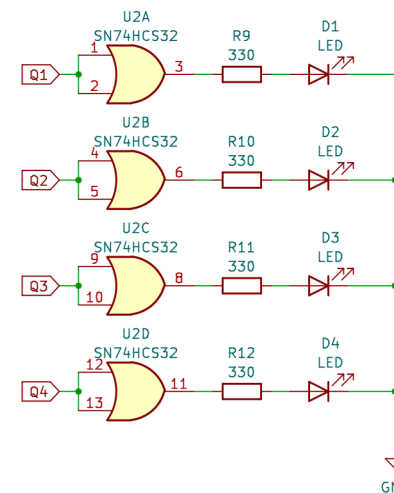 U2A
SN74HCS32
D1
LED
R9
330
Q1
1
2
3
U2B
SN74HCS32
D2
LED
R10
330
Q2
4
5
6
U2C
SN74HCS32
D3
LED
R11
330
Q3
9
10
8
U2D
SN74HCS32
D4
LED
R12
330
Q4
12
13
11